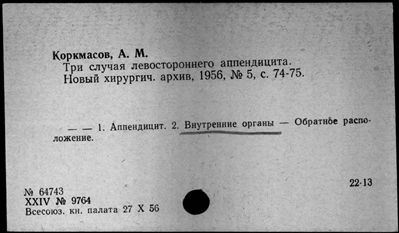 Коркмасов, А. М.
Три случая левостороннего аппендицита.
Новый хирургич. архив, 1956, № 5, с. 74-75.
— — 1. Аппендицит. 2. Внутренние органы — Обратное распо-
ложение.
22-13
№ 64743
XXIV № 9764
Всесоюз. кн. палата 27 X 56